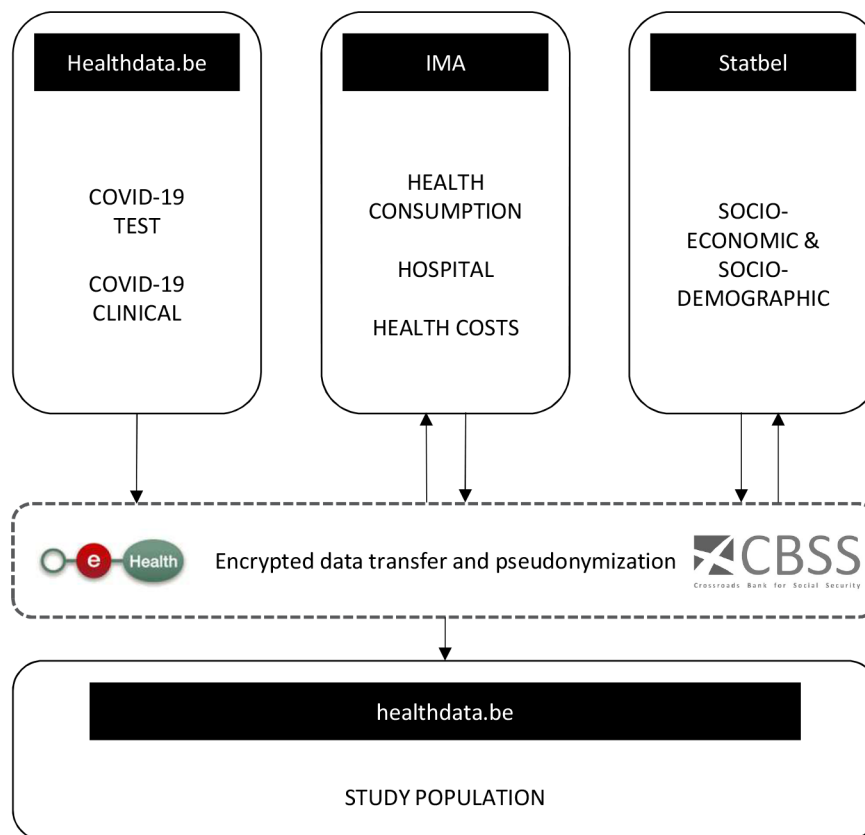 Healthdata.be
COVID-19
TEST
COVID-19
CLINICAL
IMA
HEALTH
CONSUMPTION
HOSPITAL
HEALTH COSTS
Statbel
SOCIO-
ECONOMIC &
SOCIO-
DEMOGRAPHIC
e Health
Encrypted data transfer and pseudonymization
CBSS
Crossroads Bank for Social Security
healthdata.be
STUDY POPULATION